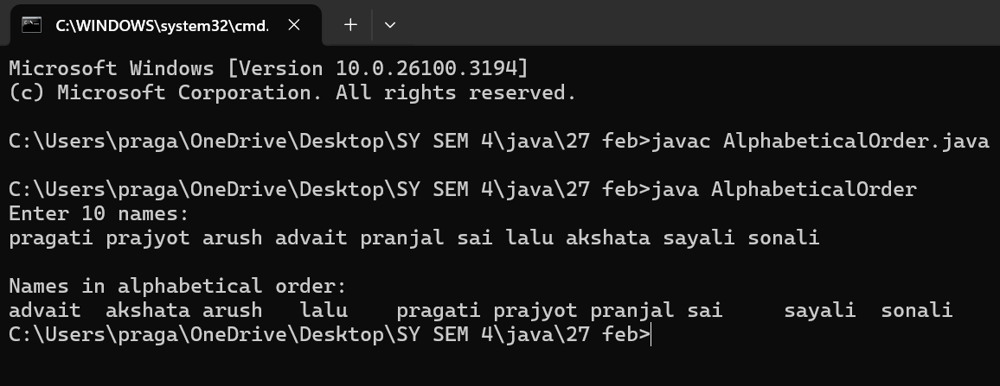 C:\WINDOWS\system32\cmd.
Microsoft Windows [Version 10.0.26100.3194]
(c) Microsoft Corporation. All rights reserved.
C:\Users\praga\OneDrive\Desktop\SY SEM 4\java\27 feb>javac AlphabeticalOrder.java
C:\Users\praga\OneDrive\Desktop\SY SEM 4\java\27 feb>java AlphabeticalOrder
Enter 10 names:
pragati prajyot arush advait pranjal sai lalu akshata sayali sonali
Names in alphabetical order:
advait  akshata arush   lalu    pragati prajyot pranjal sai     sayali  sonali
C:\Users\praga\OneDrive\Desktop\SY SEM 4\java\27 feb>